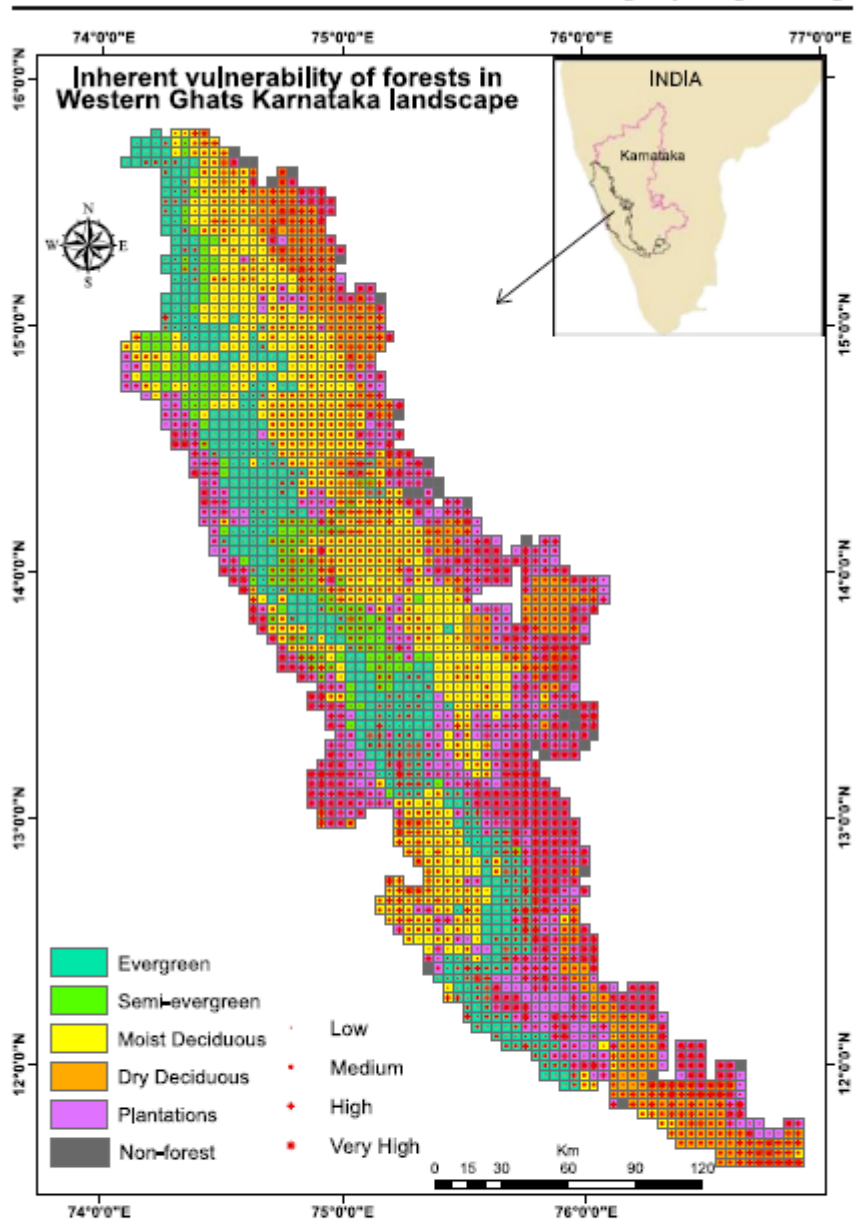 74°0'0"E 75°0'0"E 76°0'0"E 77°0'0"E
Inherent vulnerability of forests in
Western Ghats Karnataka landscape
INDIA
Karnataka
N
W E
S
16°0'0"N 16°0'0"N
15°0'0"N 15°0'0"N
14°0'0"N 14°0'0"N
13°0'0"N 13°0'0"N
12°0'0"N 12°0'0"N
Evergreen
Semi-evergreen
Moist Deciduous
Dry Deciduous
Plantations
Non-forest
Low
Medium
High
Very High
Km
0 15 30 60 90 120
74°0'0"E 75°0'0"E 76°0'0"E